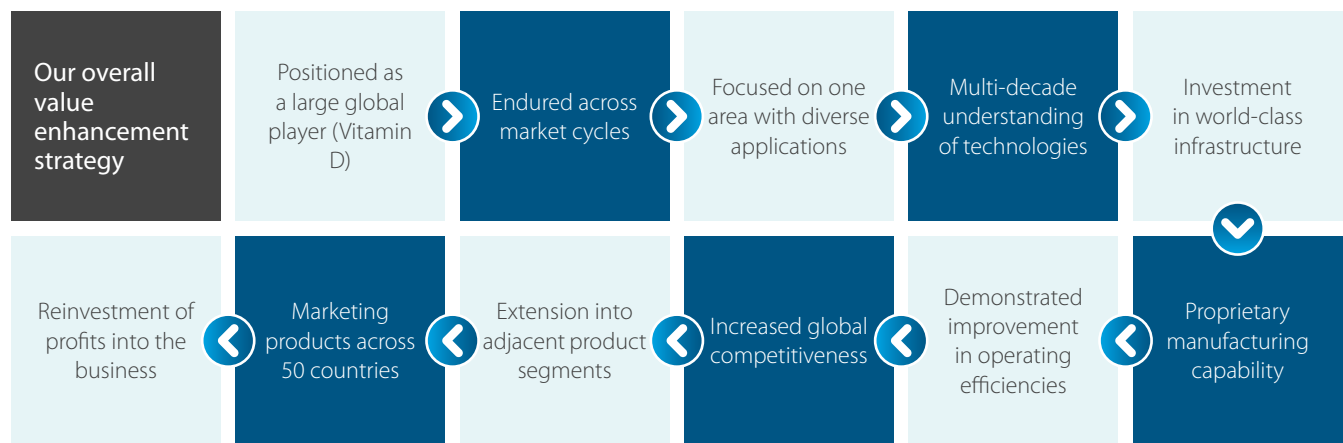 Our overall
value
enhancement
strategy
Positioned as
a large global
player (Vitamin
D)
Endured across
market cycles
Focused on one
area with diverse
applications
Multi-decade
understanding
of technologies
Investment
in world-class
infrastructure
Proprietary
manufacturing
capability
Demonstrated
improvement
in operating
efficiencies
Increased global
competitiveness
Extension into
adjacent product
segments
Marketing
products across
50 countries
Reinvestment of
profits into the
business